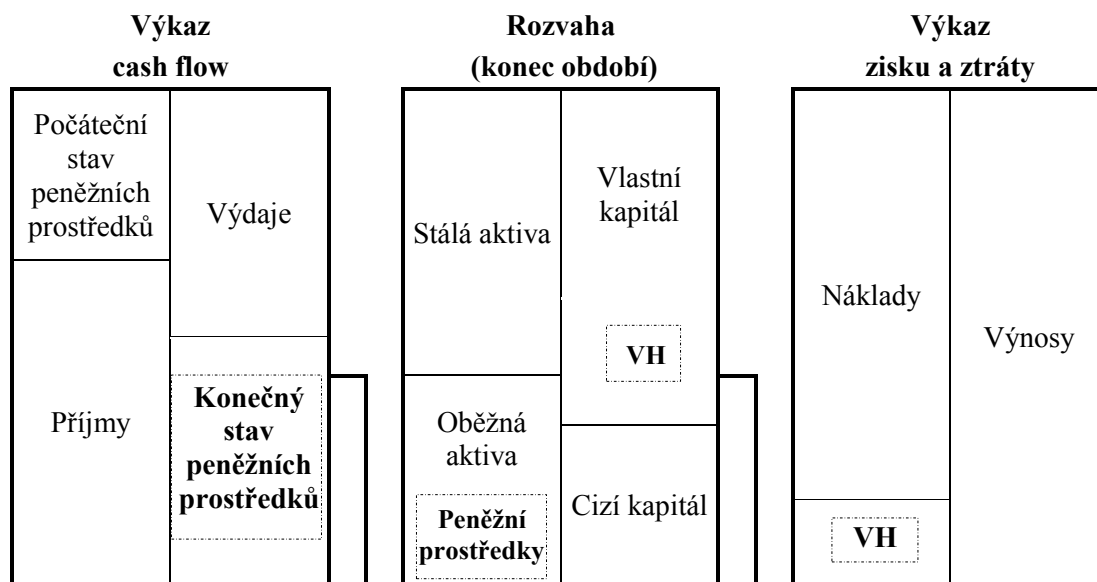 Výkaz
cash flow
Počáteční
stav
peněžních
prostředků
Výdaje
Příjmy
Konečný
stav
peněžních
prostředků
Rozvaha
(konec období)
Stálá aktiva
Vlastní
kapitál
VH
Oběžná
aktiva
Peněžní
prostředky
Cizí kapitál
Výkaz
zisku a ztráty
Náklady
VH
Výnosy